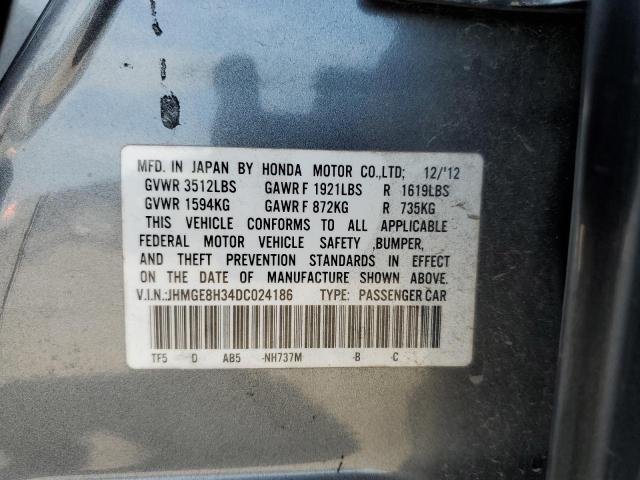 MFD. IN JAPAN BY HONDA MOTOR CO.,LTD; 12/'12
GVWR 3512LBS GAWR F 1921LBS R 1619LBS
GVWR 1594KG GAWR F 872KG R 735KG
THIS VEHICLE CONFORMS TO ALL APPLICABLE
FEDERAL MOTOR VEHICLE SAFETY ,BUMPER,
AND THEFT PREVENTION STANDARDS IN EFFECT
ON THE DATE OF MANUFACTURE SHOWN ABOVE.
V.I.N.:JHMGE8H34DC024186 TYPE: PASSENGER CAR
TF5 D AB5 -NH737M -B -C